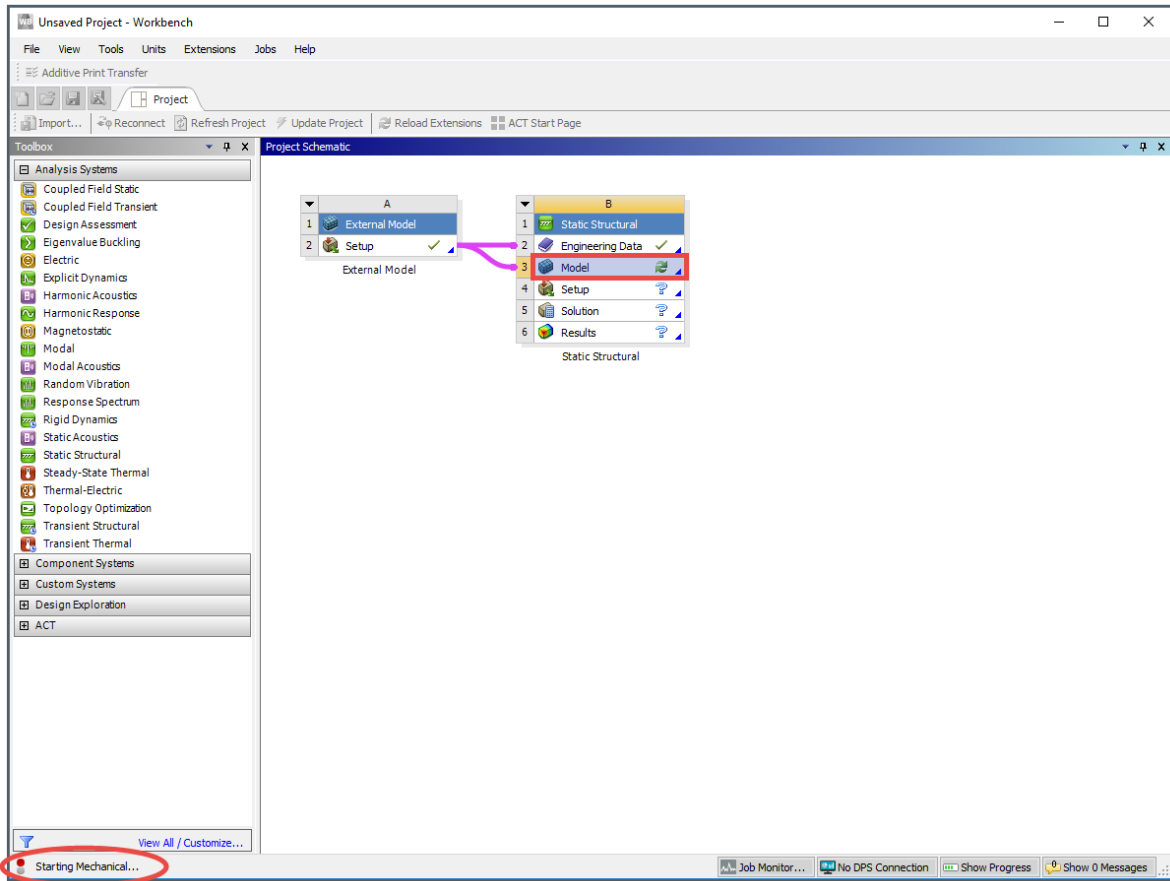 Unsaved Project - Workbench
File View Tools Units Extensions Jobs Help
Additive Print Transfer
Project
Import... Reconnect Refresh Project Update Project Reload Extensions ACT Start Page
Toolbox
Project Schematic
Analysis Systems
Coupled Field Static
Coupled Field Transient
Design Assessment
Eigenvalue Buckling
Electric
Explicit Dynamics
Harmonic Acoustics
Harmonic Response
Magnetostatic
Modal
Modal Acoustics
Random Vibration
Response Spectrum
Rigid Dynamics
Static Acoustics
Static Structural
Steady-State Thermal
Thermal-Electric
Topology Optimization
Transient Structural
Transient Thermal
Component Systems
Custom Systems
Design Exploration
ACT
View All / Customize...
A
1 External Model
2 Setup
External Model
B
1 Static Structural
2 Engineering Data
3 Model
4 Setup
5 Solution
6 Results
Static Structural
Starting Mechanical...
Job Monitor... No DPS Connection Show Progress Show 0 Messages